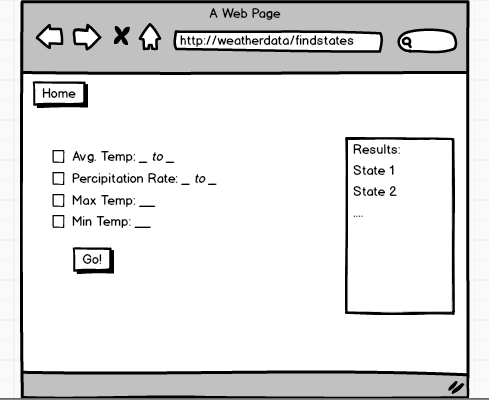 A Web Page
http://weatherdata/findstates
Home
Avg. Temp: _ to _
Percipitation Rate: _ to _
Max Temp: __
Min Temp: __
Go!
Results:
State 1
State 2
....